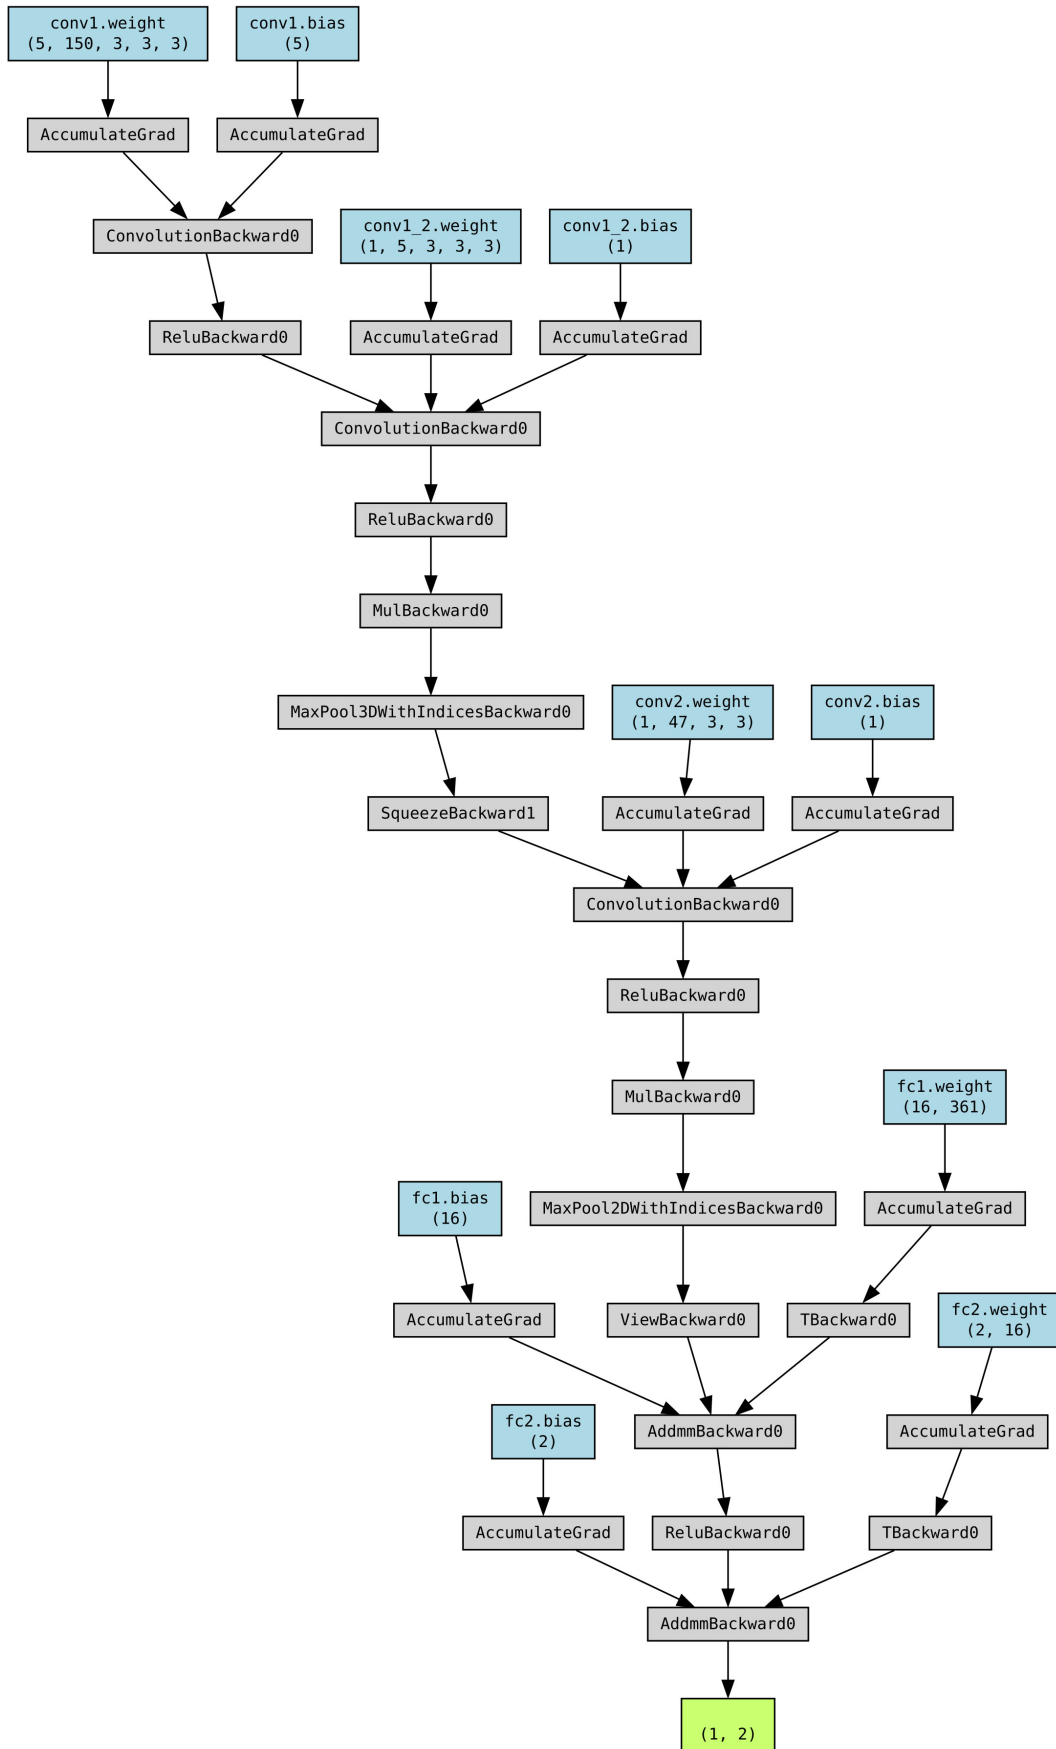 conv1.weight
(5, 150, 3, 3, 3)
conv1.bias
(5)
AccumulateGrad
AccumulateGrad
ConvolutionBackward0
conv1_2.weight
(1, 5, 3, 3, 3)
conv1_2.bias
(1)
ReluBackward0
AccumulateGrad
AccumulateGrad
ConvolutionBackward0
ReluBackward0
MulBackward0
MaxPool3DWithIndicesBackward0
conv2.weight
(1, 47, 3, 3)
conv2.bias
(1)
SqueezeBackward1
AccumulateGrad
AccumulateGrad
ConvolutionBackward0
ReluBackward0
MulBackward0
fc1.weight
(16, 361)
fc1.bias
(16)
MaxPool2DWithIndicesBackward0
AccumulateGrad
AccumulateGrad
ViewBackward0
TBackward0
fc2.weight
(2, 16)
fc2.bias
(2)
AddmmBackward0
AccumulateGrad
AccumulateGrad
ReluBackward0
TBackward0
AddmmBackward0
(1, 2)